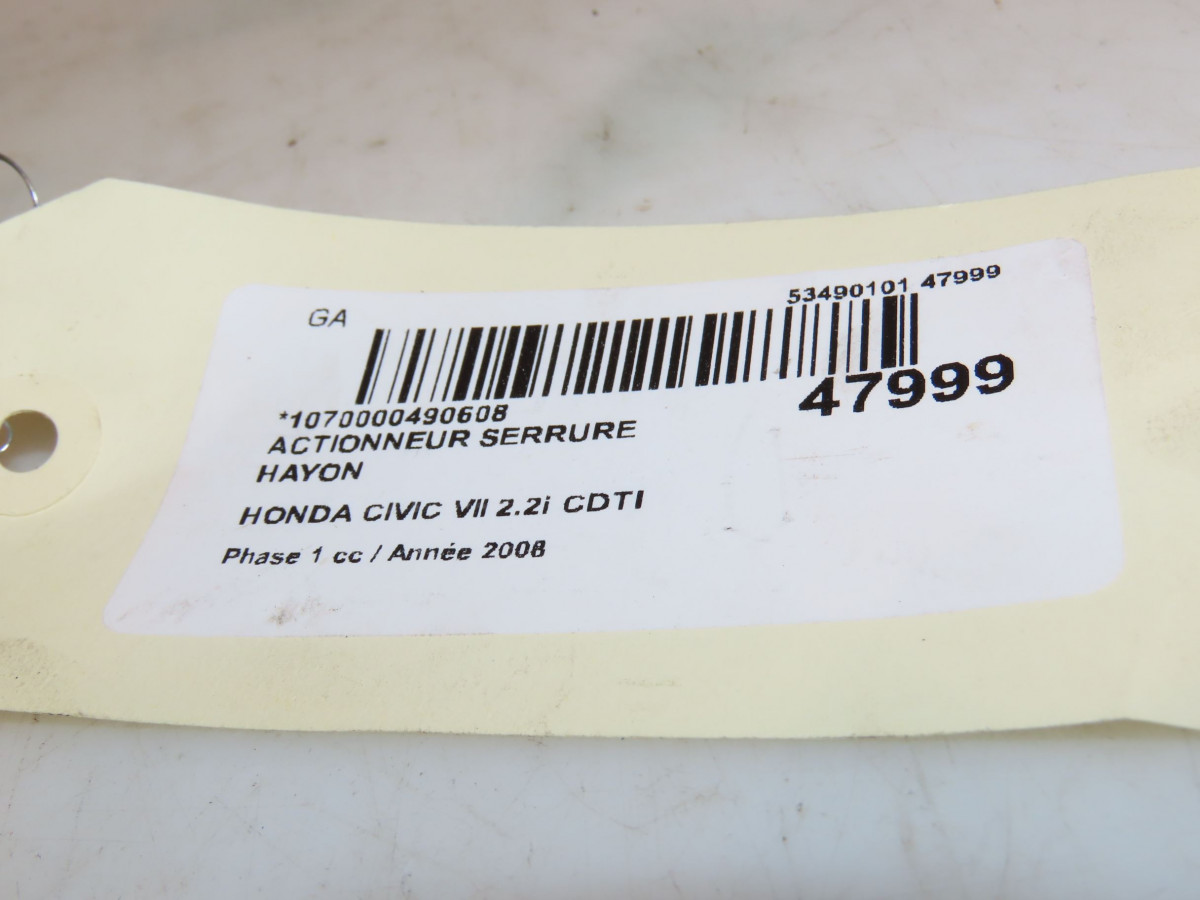 GA
53490101 47999
47999
*1070000490608
ACTIONNEUR SERRURE
HAYON
HONDA CIVIC VII 2.2i CDTI
Phase 1 cc / Année 2008